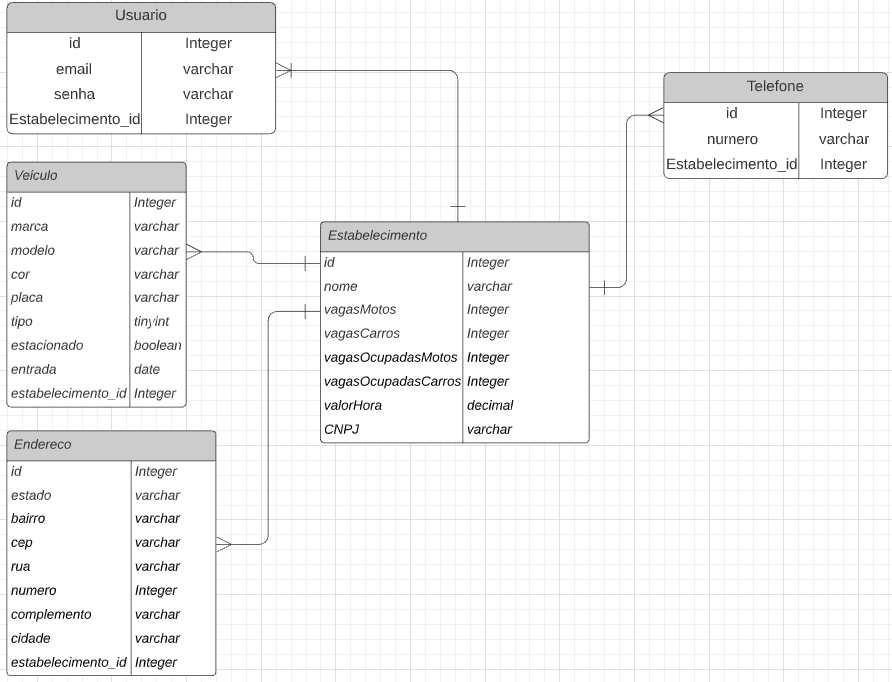 Usuario
id Integer
email varchar
senha varchar
Estabelecimento_id Integer
Telefone
id Integer
numero varchar
Estabelecimento_id Integer
Veiculo
id Integer
marca varchar
modelo varchar
cor varchar
placa varchar
tipo tinyint
estacionado boolean
entrada date
estabelecimento_id Integer
Estabelecimento
id Integer
nome varchar
vagasMotos Integer
vagasCarros Integer
vagasOcupadasMotos Integer
vagasOcupadasCarros Integer
valorHora decimal
CNPJ varchar
Endereco
id Integer
estado varchar
bairro varchar
cep varchar
rua varchar
numero Integer
complemento varchar
cidade varchar
estabelecimento_id Integer